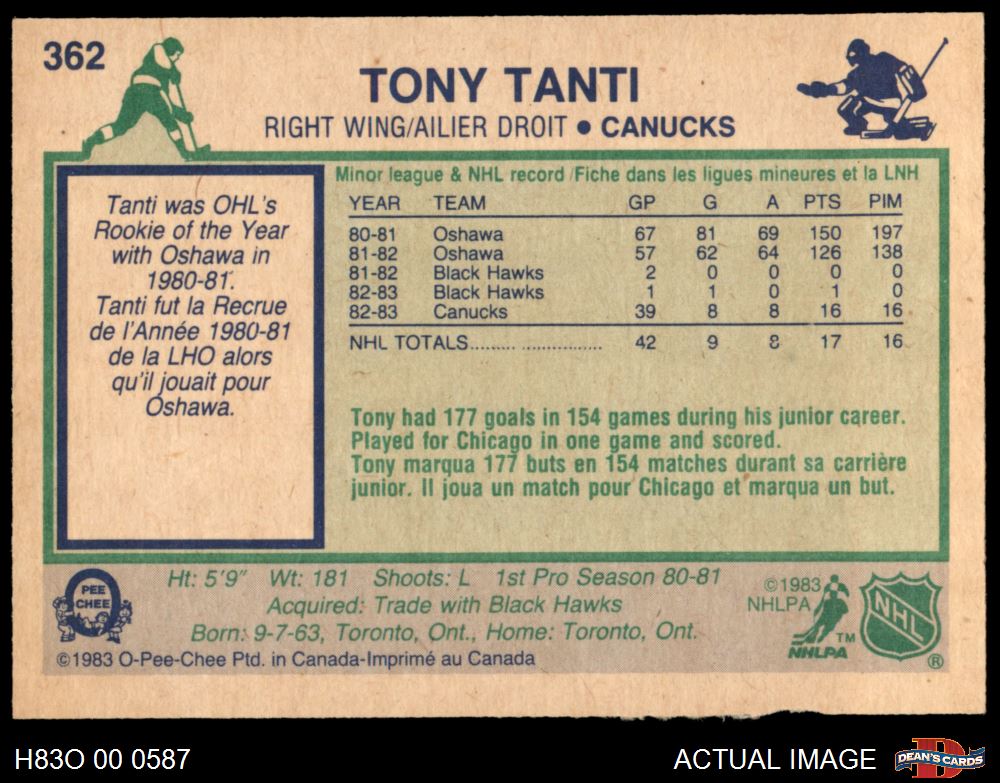 362
TONY TANTI
RIGHT WING/AILIER DROIT • CANUCKS
Tanti was OHL's
Rookie of the Year
with Oshawa in
1980-81.
Tanti fut la Recrue
de l'Année 1980-81
de la LHO alors
qu'il jouait pour
Oshawa.
Minor league & NHL record/Fiche dans les ligues mineures et la LNH
YEAR TEAM GP G A PTS PIM
80-81 Oshawa 67 81 69 150 197
81-82 Oshawa 57 62 64 126 138
81-82 Black Hawks 2 0 0 0 0
82-83 Black Hawks 1 1 0 1 0
82-83 Canucks 39 8 8 16 16
NHL TOTALS........ ............... 42 9 8 17 16
Tony had 177 goals in 154 games during his junior career.
Played for Chicago in one game and scored.
Tony marqua 177 buts en 154 matches durant sa carrière
junior. Il joua un match pour Chicago et marqua un but.
O
PEE
CHEE
Ht: 5'9" Wt: 181 Shoots: L 1st Pro Season 80-81
Acquired: Trade with Black Hawks
Born: 9-7-63, Toronto, Ont., Home: Toronto, Ont.
©1983 O-Pee-Chee Ptd. in Canada-Imprimé au Canada
©1983
NHLPA
TM
NHLPA
NHL
®
H83O 00 0587
ACTUAL IMAGE
D
DEAN'S CARDS